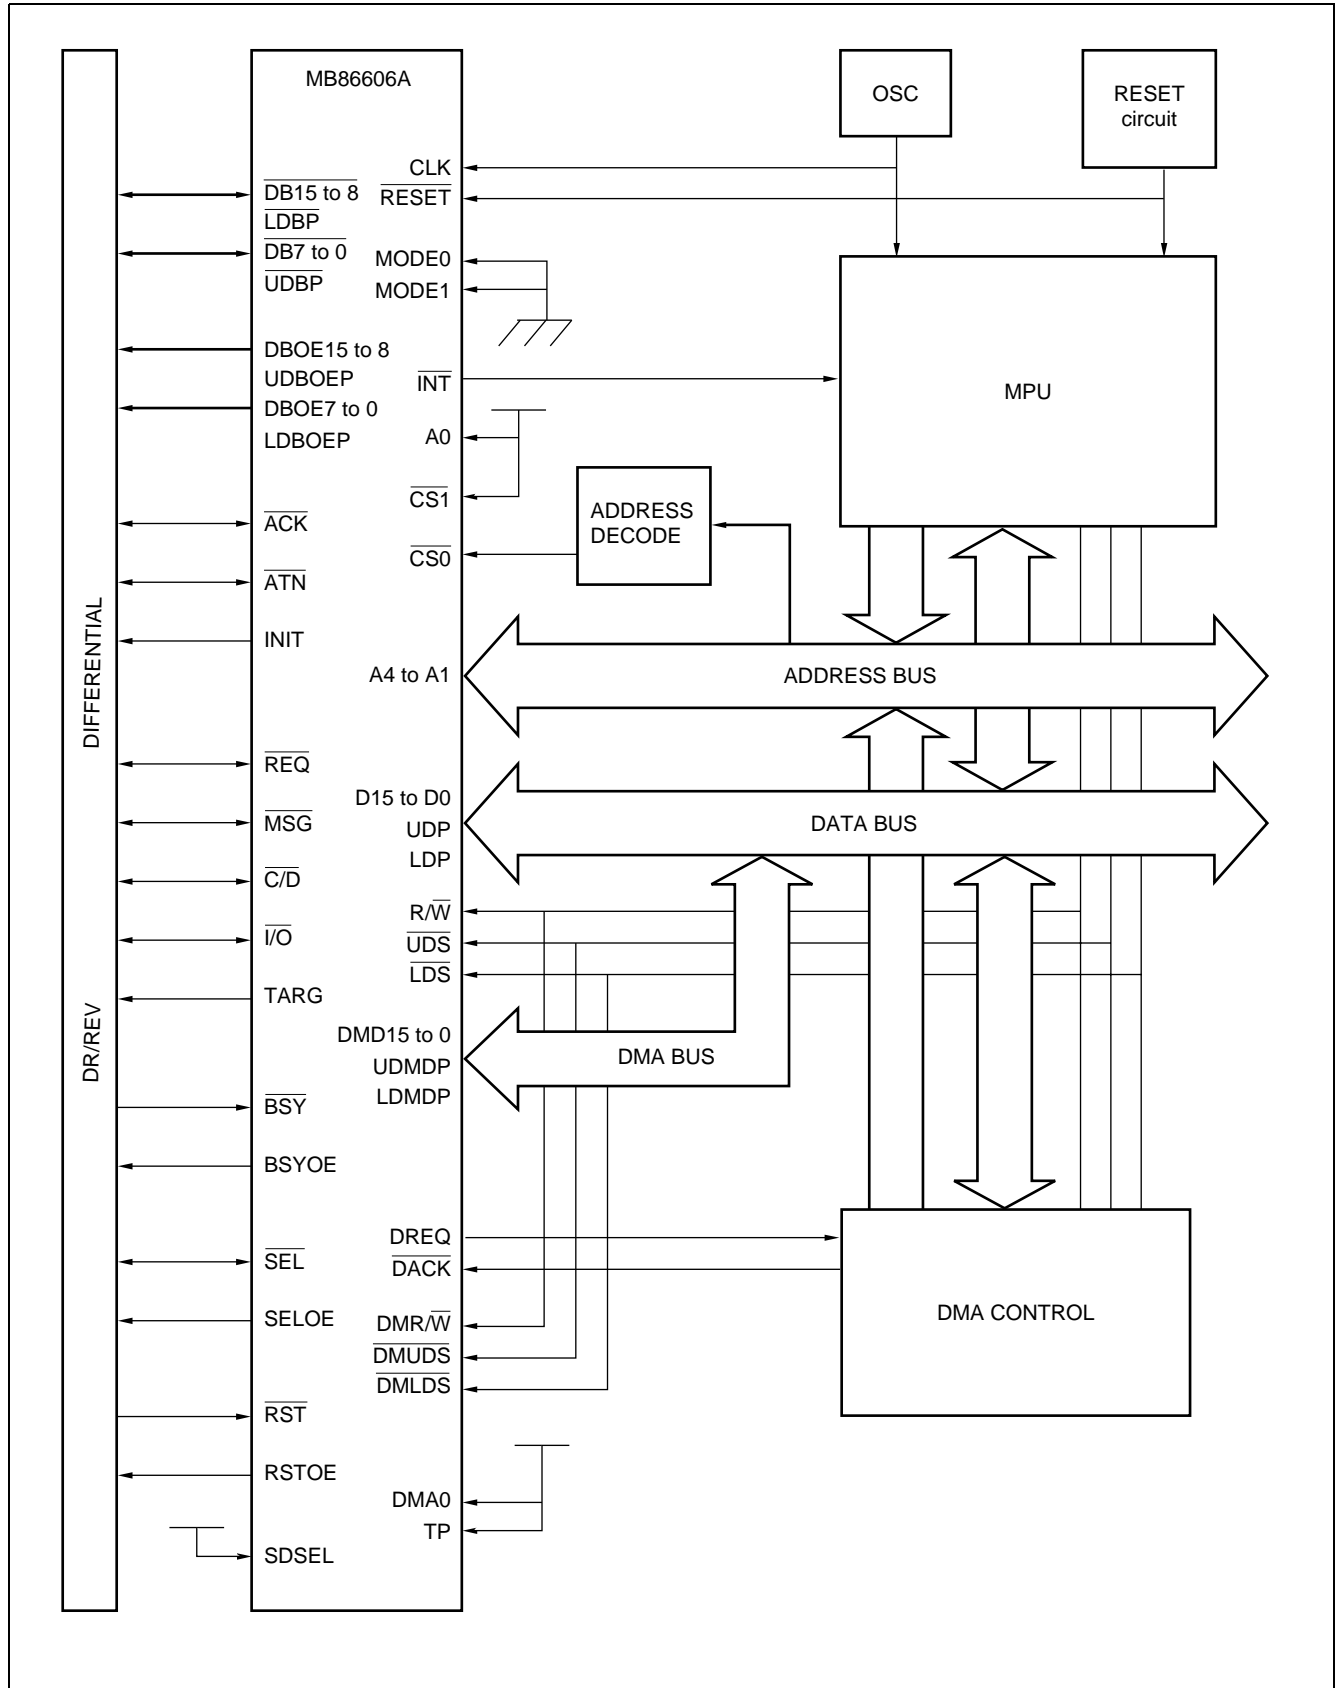 MB86606A
OSC
RESET
circuit
CLK
RESET
MODE0
MODE1
INT
A0
CS1
CS0
A4 to A1
D15 to D0
UDP
LDP
R/W
UDS
LDS
DMD15 to 0
UDMDP
LDMDP
DREQ
DACK
DMR/W
DMUDS
DMLDS
DMA0
TP
DB15 to 8
LDBP
DB7 to 0
UDBP
DBOE15 to 8
UDBOEP
DBOE7 to 0
LDBOEP
ACK
ATN
INIT
REQ
MSG
C/D
I/O
TARG
BSY
BSYOE
SEL
SELOE
RST
RSTOE
SDSEL
DIFFERENTIAL
DR/REV
MPU
ADDRESS
DECODE
ADDRESS BUS
DATA BUS
DMA BUS
DMA CONTROL